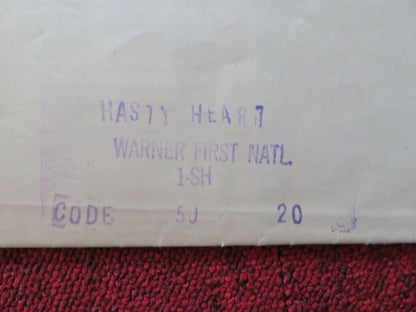 HASTY HEART
WARNER FIRST NATL.
1-SH
CODE 5J 20